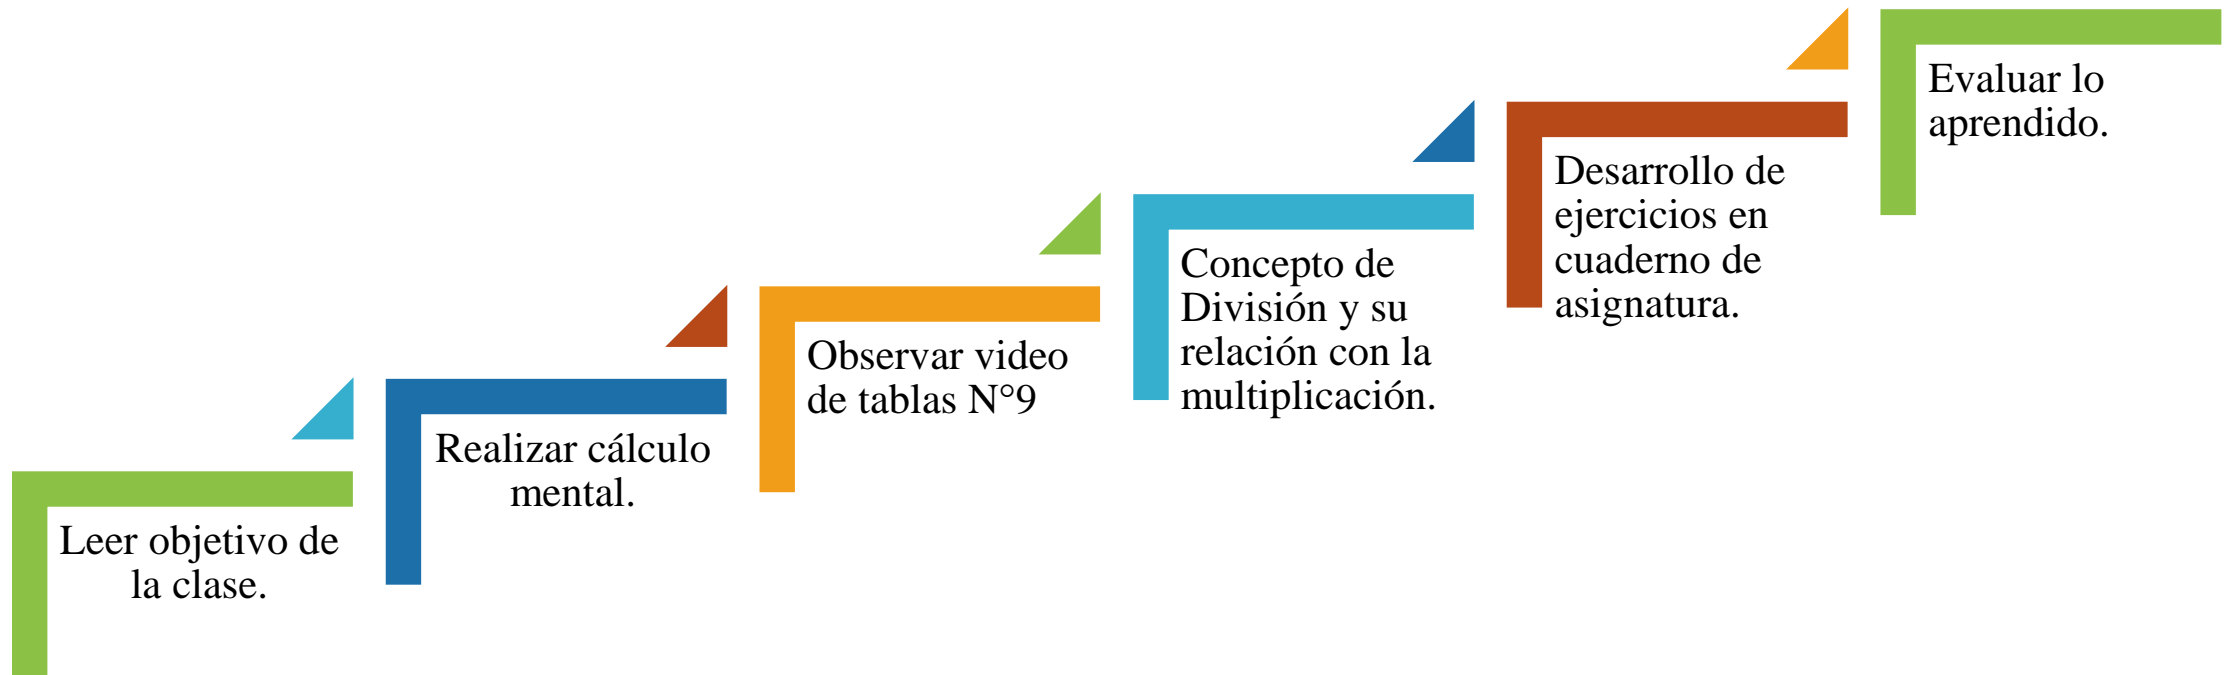 Leer objetivo de
la clase.
Realizar cálculo
mental.
Observar video
de tablas N°9
Concepto de
División y su
relación con la
multiplicación.
Desarrollo de
ejercicios en
cuaderno de
asignatura.
Evaluar lo
aprendido.